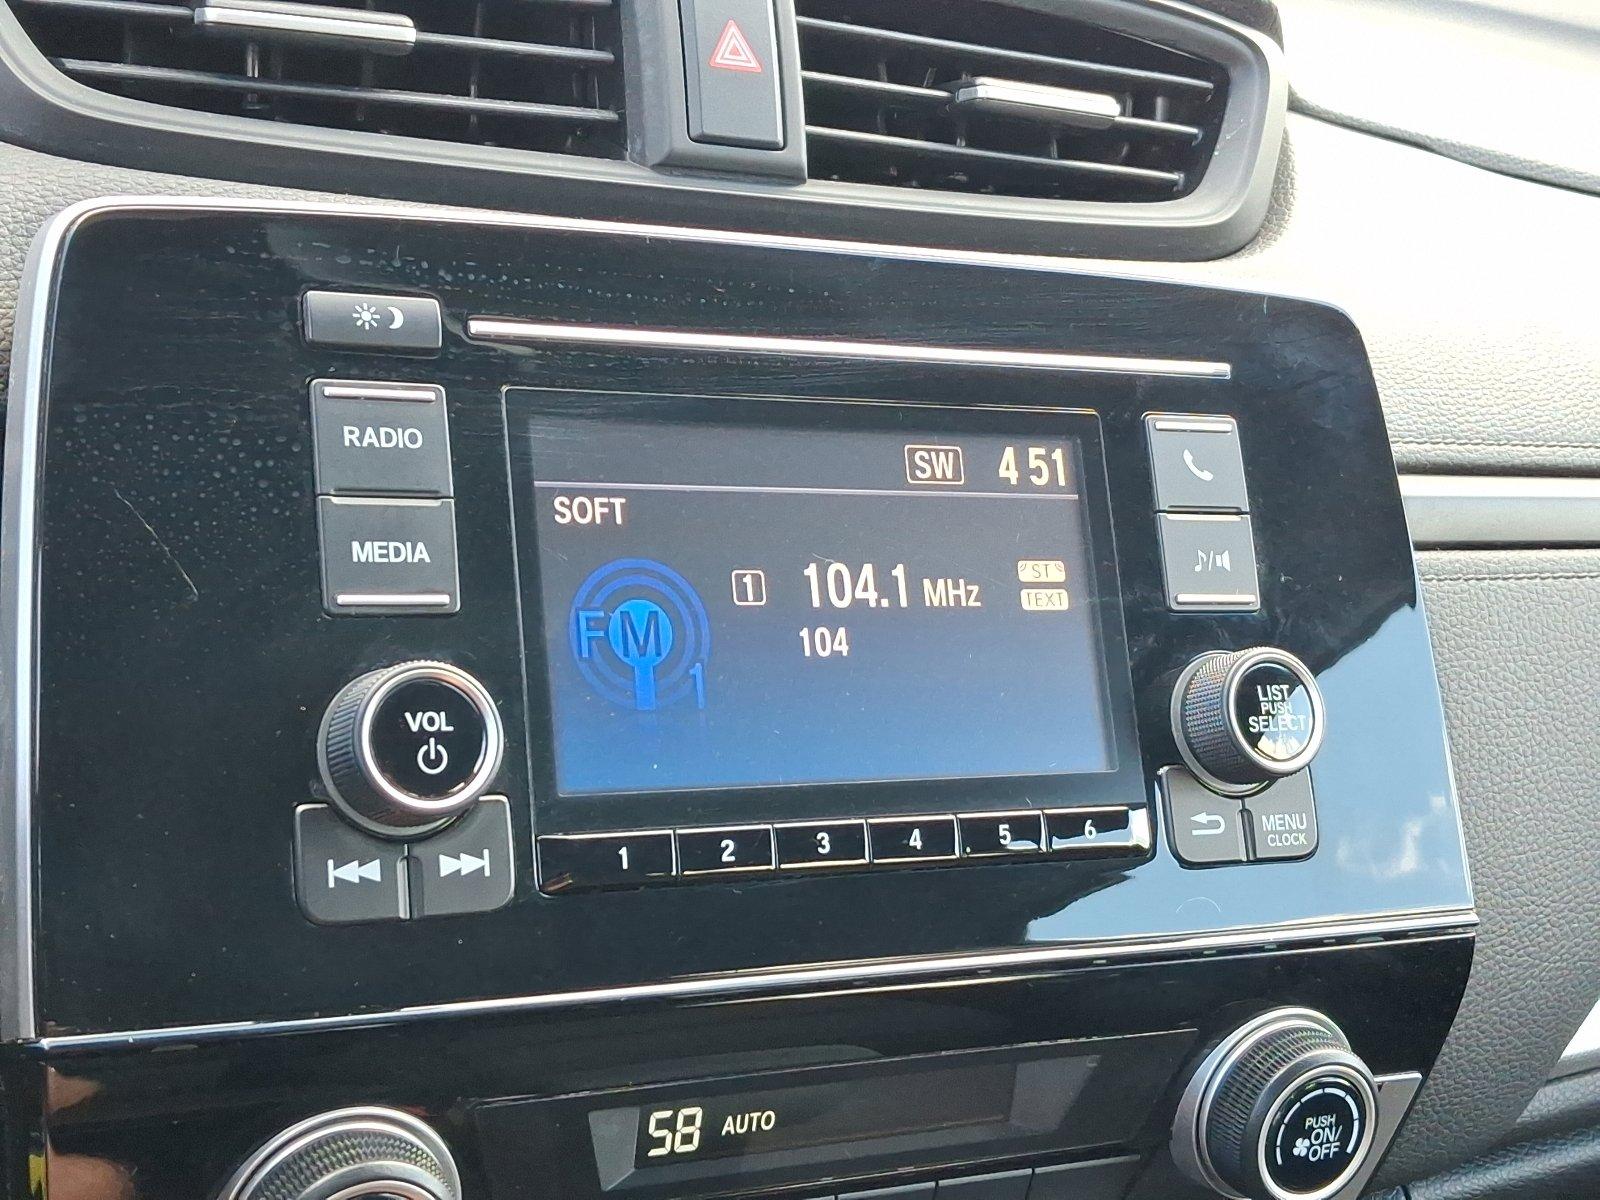 RADIO
MEDIA
SW 4 51
SOFT
FM 1
1 104.1 MHz
ST
TEXT
104
VOL
LIST
PUSH
SELECT
1 2 3 4 5 6
MENU
CLOCK
58 AUTO
PUSH
ON/
OFF